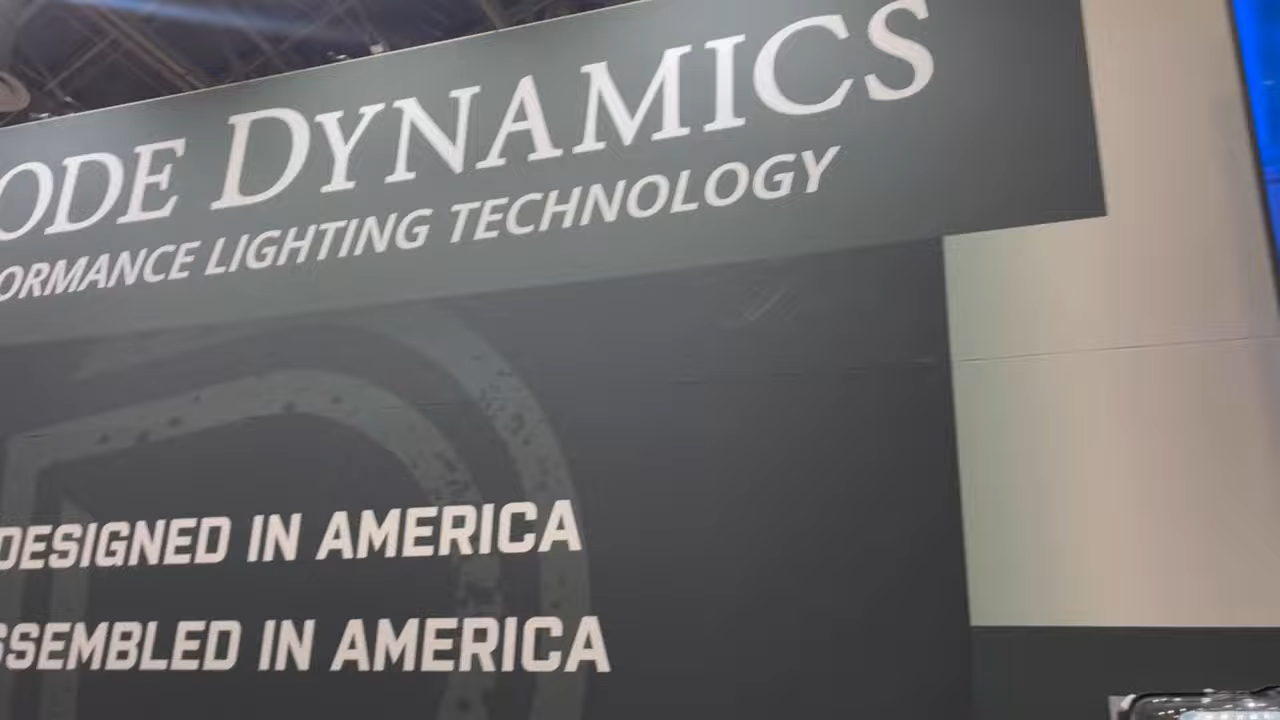 ODE DYNAMICS
ORMANCE LIGHTING TECHNOLOGY
DESIGNED IN AMERICA
SSEMBLED IN AMERICA